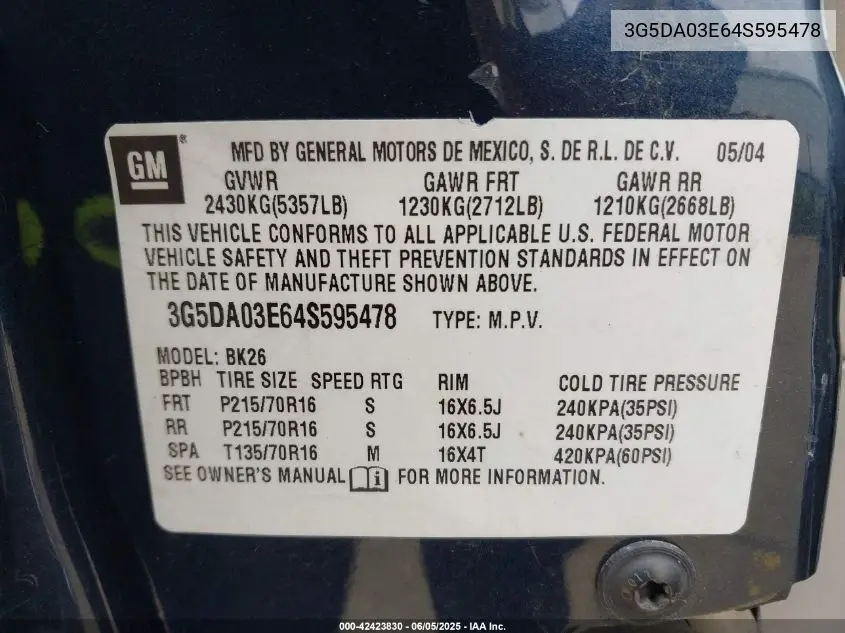 3G5DA03E64S595478
GM®
MFD BY GENERAL MOTORS DE MEXICO, S. DE R.L. DE C.V. 05/04
GVWR GAWR FRT GAWR RR
2430KG(5357LB) 1230KG(2712LB) 1210KG(2668LB)
THIS VEHICLE CONFORMS TO ALL APPLICABLE U.S. FEDERAL MOTOR
VEHICLE SAFETY AND THEFT PREVENTION STANDARDS IN EFFECT ON
THE DATE OF MANUFACTURE SHOWN ABOVE.
3G5DA03E64S595478 TYPE: M.P.V.
MODEL: BK26
BPBH TIRE SIZE SPEED RTG RIM COLD TIRE PRESSURE
FRT P215/70R16 S 16X6.5J 240KPA(35PSI)
RR P215/70R16 S 16X6.5J 240KPA(35PSI)
SPA T135/70R16 M 16X4T 420KPA(60PSI)
SEE OWNER'S MANUAL i FOR MORE INFORMATION.
000-42423830 - 06/05/2025 - IAA Inc.